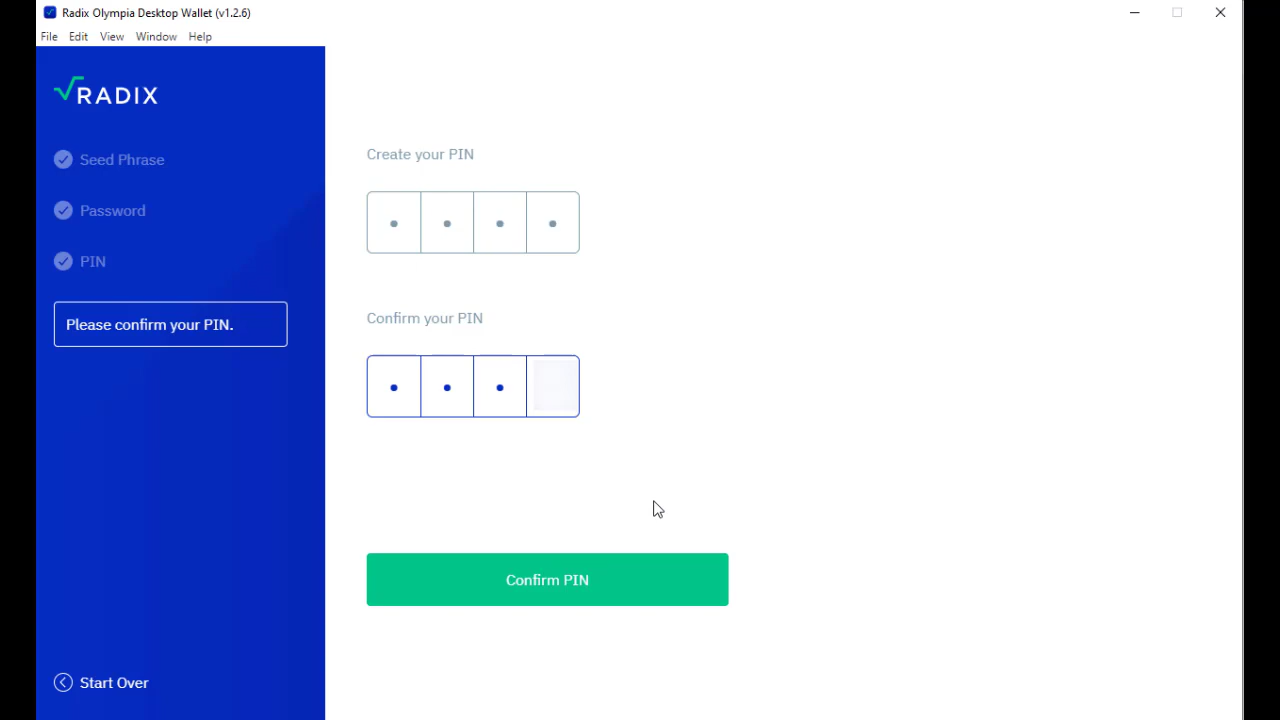 Radix Olympia Desktop Wallet (v1.2.6)
File Edit View Window Help
RADIX
Seed Phrase
Password
PIN
Please confirm your PIN.
Start Over
Create your PIN
Confirm your PIN
Confirm PIN